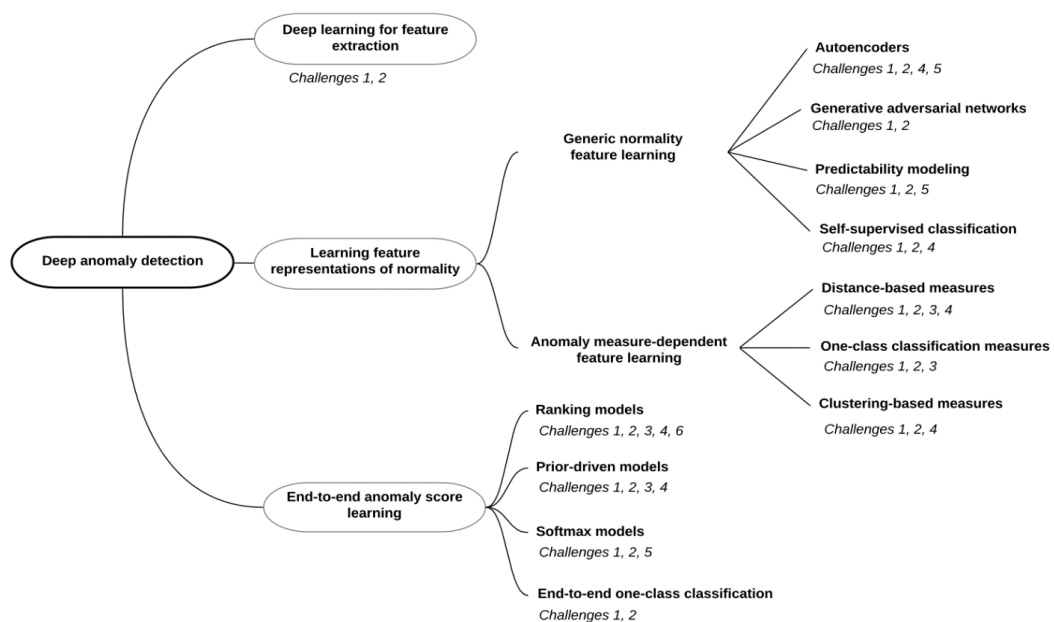 Deep anomaly detection
Deep learning for feature
extraction
Challenges 1, 2
Learning feature
representations of normality
Generic normality
feature learning
Autoencoders
Challenges 1, 2, 4, 5
Generative adversarial networks
Challenges 1, 2
Predictability modeling
Challenges 1, 2, 5
Self-supervised classification
Challenges 1, 2, 4
Anomaly measure-dependent
feature learning
Distance-based measures
Challenges 1, 2, 3, 4
One-class classification measures
Challenges 1, 2, 3
Clustering-based measures
Challenges 1, 2, 4
End-to-end anomaly score
learning
Ranking models
Challenges 1, 2, 3, 4, 6
Prior-driven models
Challenges 1, 2, 3, 4
Softmax models
Challenges 1, 2, 5
End-to-end one-class classification
Challenges 1, 2